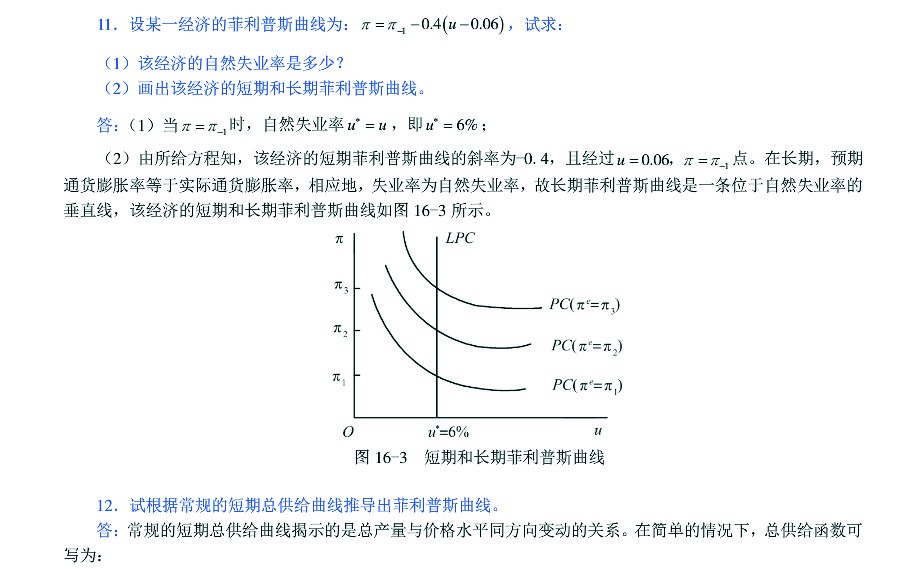 11．设某一经济的菲利普斯曲线为：π＝π₋₁－0.4(u－0.06)，试求：
（1）该经济的自然失业率是多少？
（2）画出该经济的短期和长期菲利普斯曲线。
答：（1）当π＝π₋₁时，自然失业率u*＝u，即u*＝6%；
（2）由所给方程知，该经济的短期菲利普斯曲线的斜率为-0.4，且经过u＝0.06，π＝π₋₁点。在长期，预期
通货膨胀率等于实际通货膨胀率，相应地，失业率为自然失业率，故长期菲利普斯曲线是一条位于自然失业率的
垂直线，该经济的短期和长期菲利普斯曲线如图 16-3 所示。
π LPC
π₃ PC(πᵉ=π₃)
π₂ PC(πᵉ=π₂)
π₁ PC(πᵉ=π₁)
O u*=6% u
图 16-3 短期和长期菲利普斯曲线
12．试根据常规的短期总供给曲线推导出菲利普斯曲线。
答：常规的短期总供给曲线揭示的是总产量与价格水平同方向变动的关系。在简单的情况下，总供给函数可
写为：